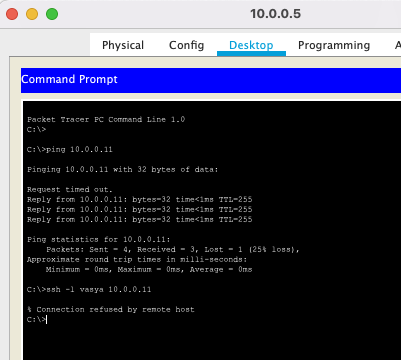 10.0.0.5
Physical Config Desktop Programming A
Command Prompt
Packet Tracer PC Command Line 1.0
C:\>
C:\>ping 10.0.0.11
Pinging 10.0.0.11 with 32 bytes of data:
Request timed out.
Reply from 10.0.0.11: bytes=32 time<1ms TTL=255
Reply from 10.0.0.11: bytes=32 time<1ms TTL=255
Reply from 10.0.0.11: bytes=32 time<1ms TTL=255
Ping statistics for 10.0.0.11:
Packets: Sent = 4, Received = 3, Lost = 1 (25% loss),
Approximate round trip times in milli-seconds:
Minimum = 0ms, Maximum = 0ms, Average = 0ms
C:\>ssh -l vasya 10.0.0.11
% Connection refused by remote host
C:\>